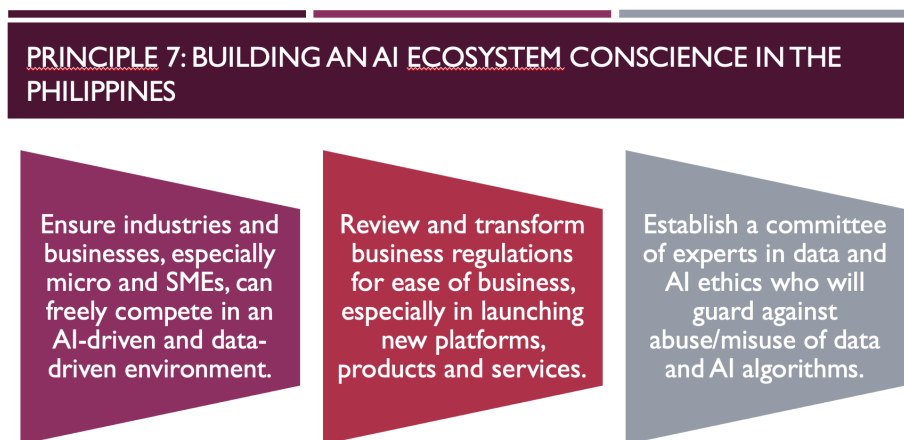 PRINCIPLE 7: BUILDING AN AI ECOSYSTEM CONSCIENCE IN THE
PHILIPPINES
Ensure industries and
businesses, especially
micro and SMEs, can
freely compete in an
AI-driven and data-
driven environment.
Review and transform
business regulations
for ease of business,
especially in launching
new platforms,
products and services.
Establish a committee
of experts in data and
AI ethics who will
guard against
abuse/misuse of data
and AI algorithms.